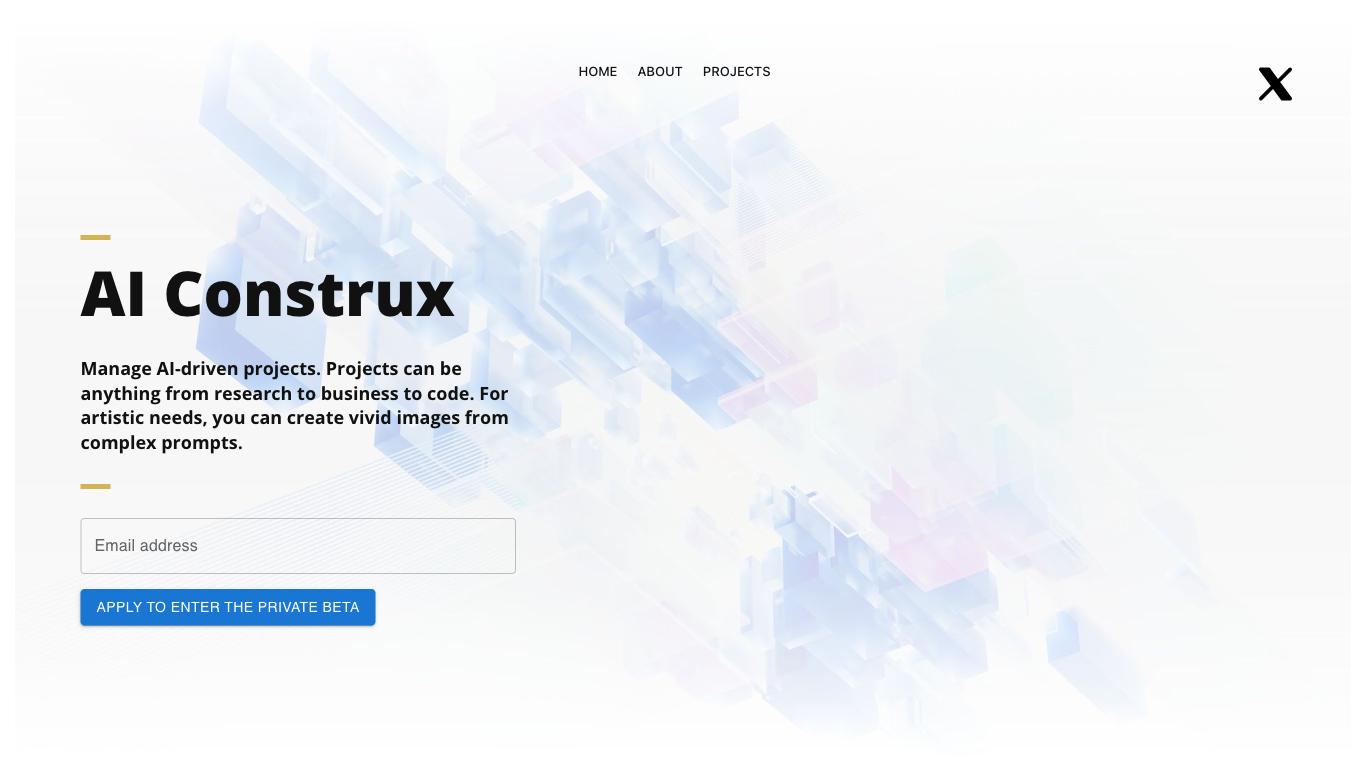 HOME ABOUT PROJECTS
AI Construx
Manage AI-driven projects. Projects can be
anything from research to business to code. For
artistic needs, you can create vivid images from
complex prompts.
Email address
APPLY TO ENTER THE PRIVATE BETA